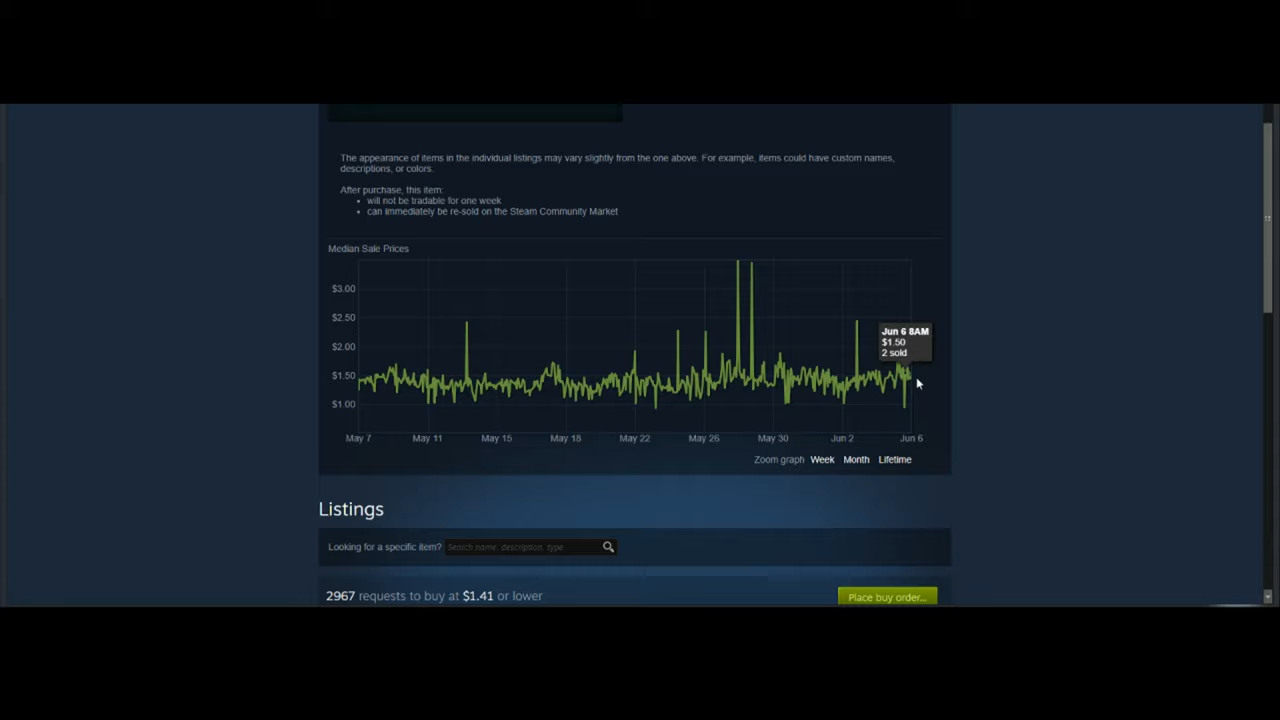 The appearance of items in the individual listings may vary slightly from the one above. For example, items could have custom names,
descriptions, or colors.
After purchase, this item:
will not be tradable for one week
can immediately be re-sold on the Steam Community Market
Median Sale Prices
$3.00
$2.50
$2.00
$1.50
$1.00
Jun 6 8AM
$1.50
2 sold
May 7 May 11 May 15 May 18 May 22 May 26 May 30 Jun 2 Jun 6
Zoom graph Week Month Lifetime
Listings
Looking for a specific item? Search name, description, type
2967 requests to buy at $1.41 or lower
Place buy order...